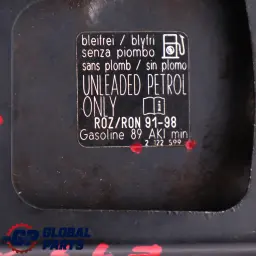 bleifrei / blyfri
senza piombo
sans plomb / sin plomo
UNLEADED PETROL
ONLY
ROZ/RON 91-98
Gasoline 89 AKI min
2 122 599
GLOBAL
PARTS